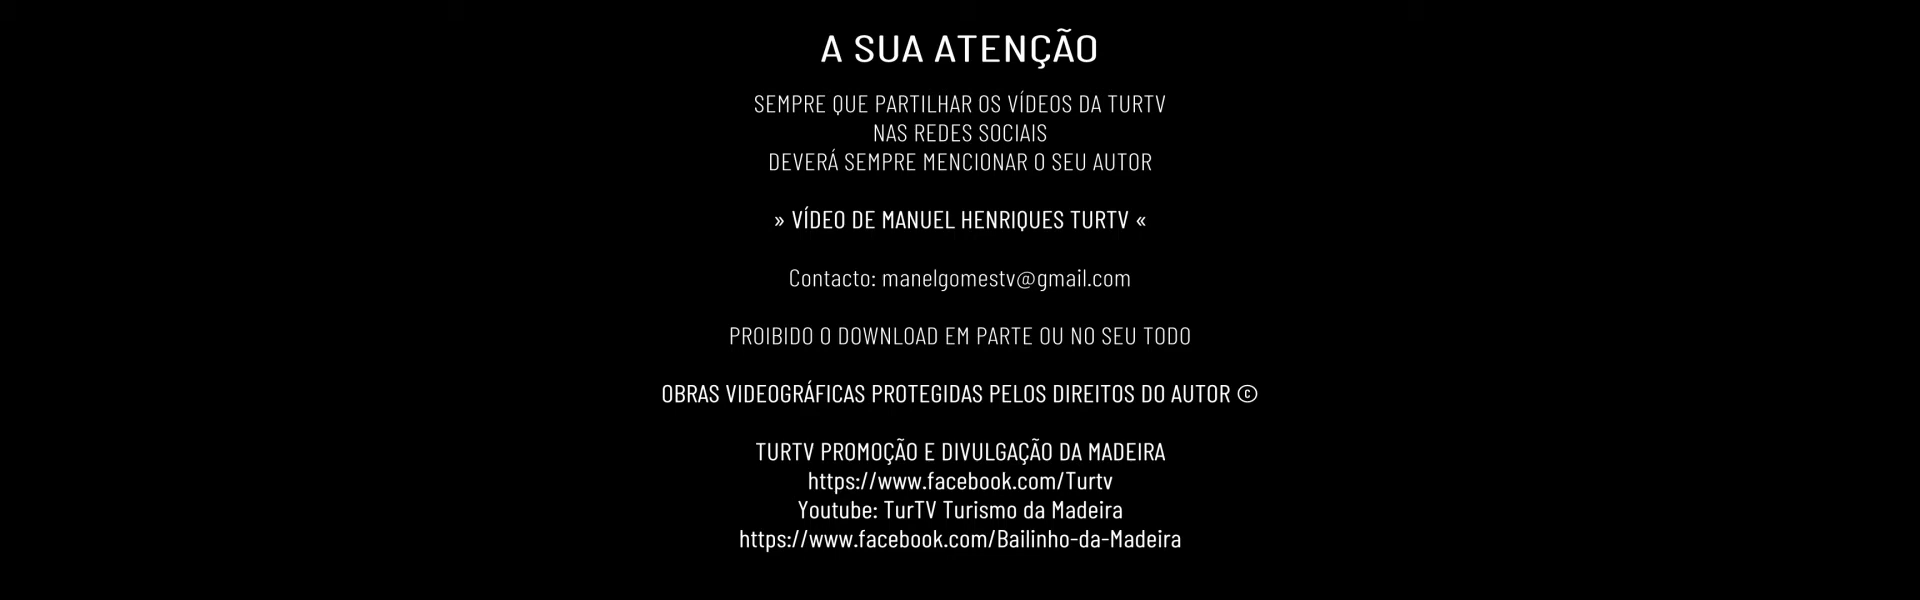 A SUA ATENÇÃO
SEMPRE QUE PARTILHAR OS VÍDEOS DA TURTV
NAS REDES SOCIAIS
DEVERÁ SEMPRE MENCIONAR O SEU AUTOR
» VÍDEO DE MANUEL HENRIQUES TURTV «
Contacto: manelgomestv@gmail.com
PROIBIDO O DOWNLOAD EM PARTE OU NO SEU TODO
OBRAS VIDEOGRÁFICAS PROTEGIDAS PELOS DIREITOS DO AUTOR ©
TURTV PROMOÇÃO E DIVULGAÇÃO DA MADEIRA
https://www.facebook.com/Turtv
Youtube: TurTV Turismo da Madeira
https://www.facebook.com/Bailinho-da-Madeira